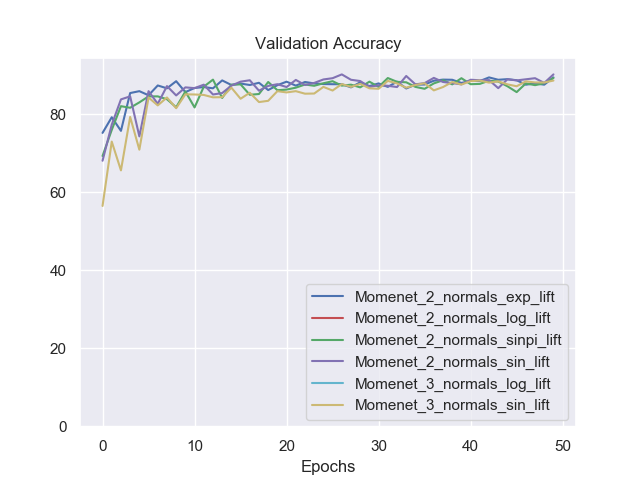 Validation Accuracy
80
60
40
20
0
Momenet_2_normals_exp_lift
Momenet_2_normals_log_lift
Momenet_2_normals_sinpi_lift
Momenet_2_normals_sin_lift
Momenet_3_normals_log_lift
Momenet_3_normals_sin_lift
0 10 20 30 40 50
Epochs